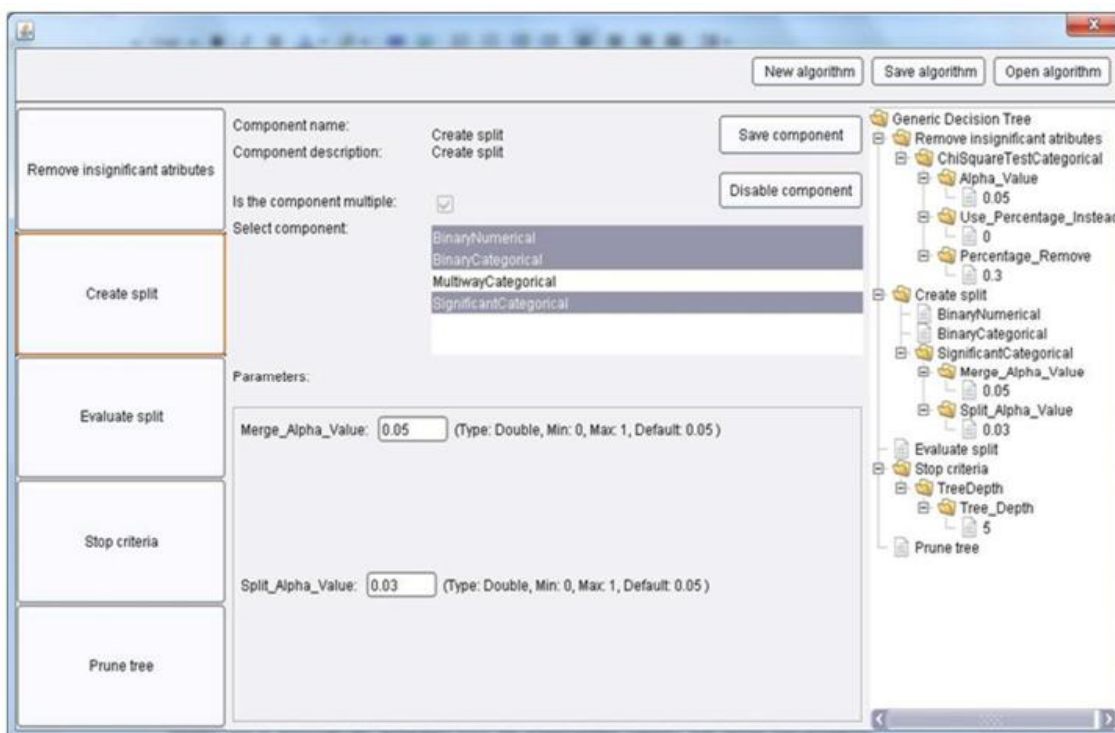 New algorithm
Save algorithm
Open algorithm
Remove insignificant atributes
Create split
Evaluate split
Stop criteria
Prune tree
Component name: Create split
Component description: Create split
Save component
Disable component
Is the component multiple:
Select component:
BinaryNumerical
BinaryCategorical
MultiwayCategorical
SignificantCategorical
Parameters:
Merge_Alpha_Value: 0.05 (Type: Double, Min: 0, Max: 1, Default: 0.05 )
Split_Alpha_Value: 0.03 (Type: Double, Min: 0, Max: 1, Default: 0.05 )
Generic Decision Tree
Remove insignificant atributes
ChiSquareTestCategorical
Alpha_Value
0.05
Use_Percentage_Instead
0
Percentage_Remove
0.3
Create split
BinaryNumerical
BinaryCategorical
SignificantCategorical
Merge_Alpha_Value
0.05
Split_Alpha_Value
0.03
Evaluate split
Stop criteria
TreeDepth
Tree_Depth
5
Prune tree